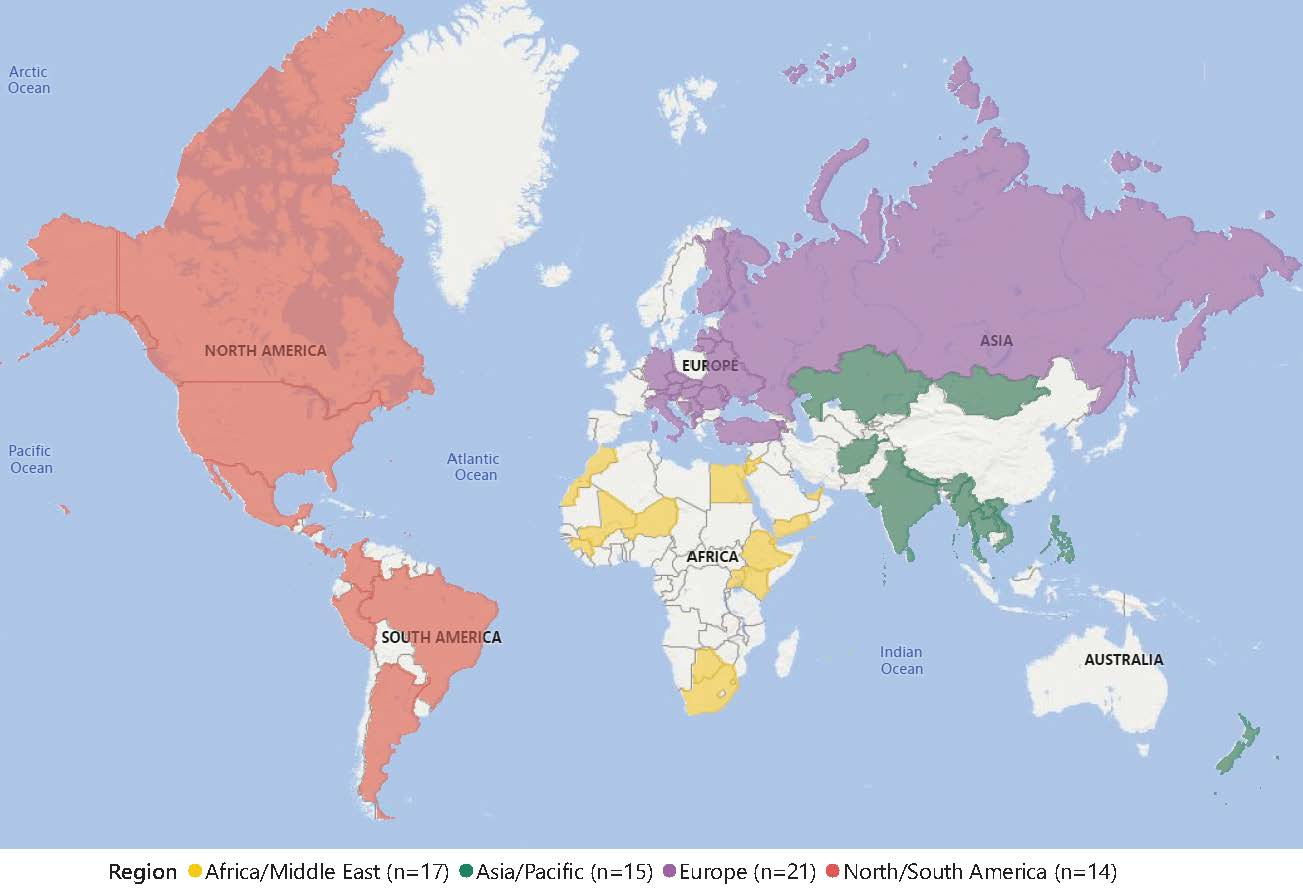 Arctic
Ocean
NORTH AMERICA
ASIA
EUROPE
Pacific
Ocean
Atlantic
Ocean
AFRICA
SOUTH AMERICA
Indian
Ocean
AUSTRALIA
Region Africa/Middle East (n=17) Asia/Pacific (n=15) Europe (n=21) North/South America (n=14)